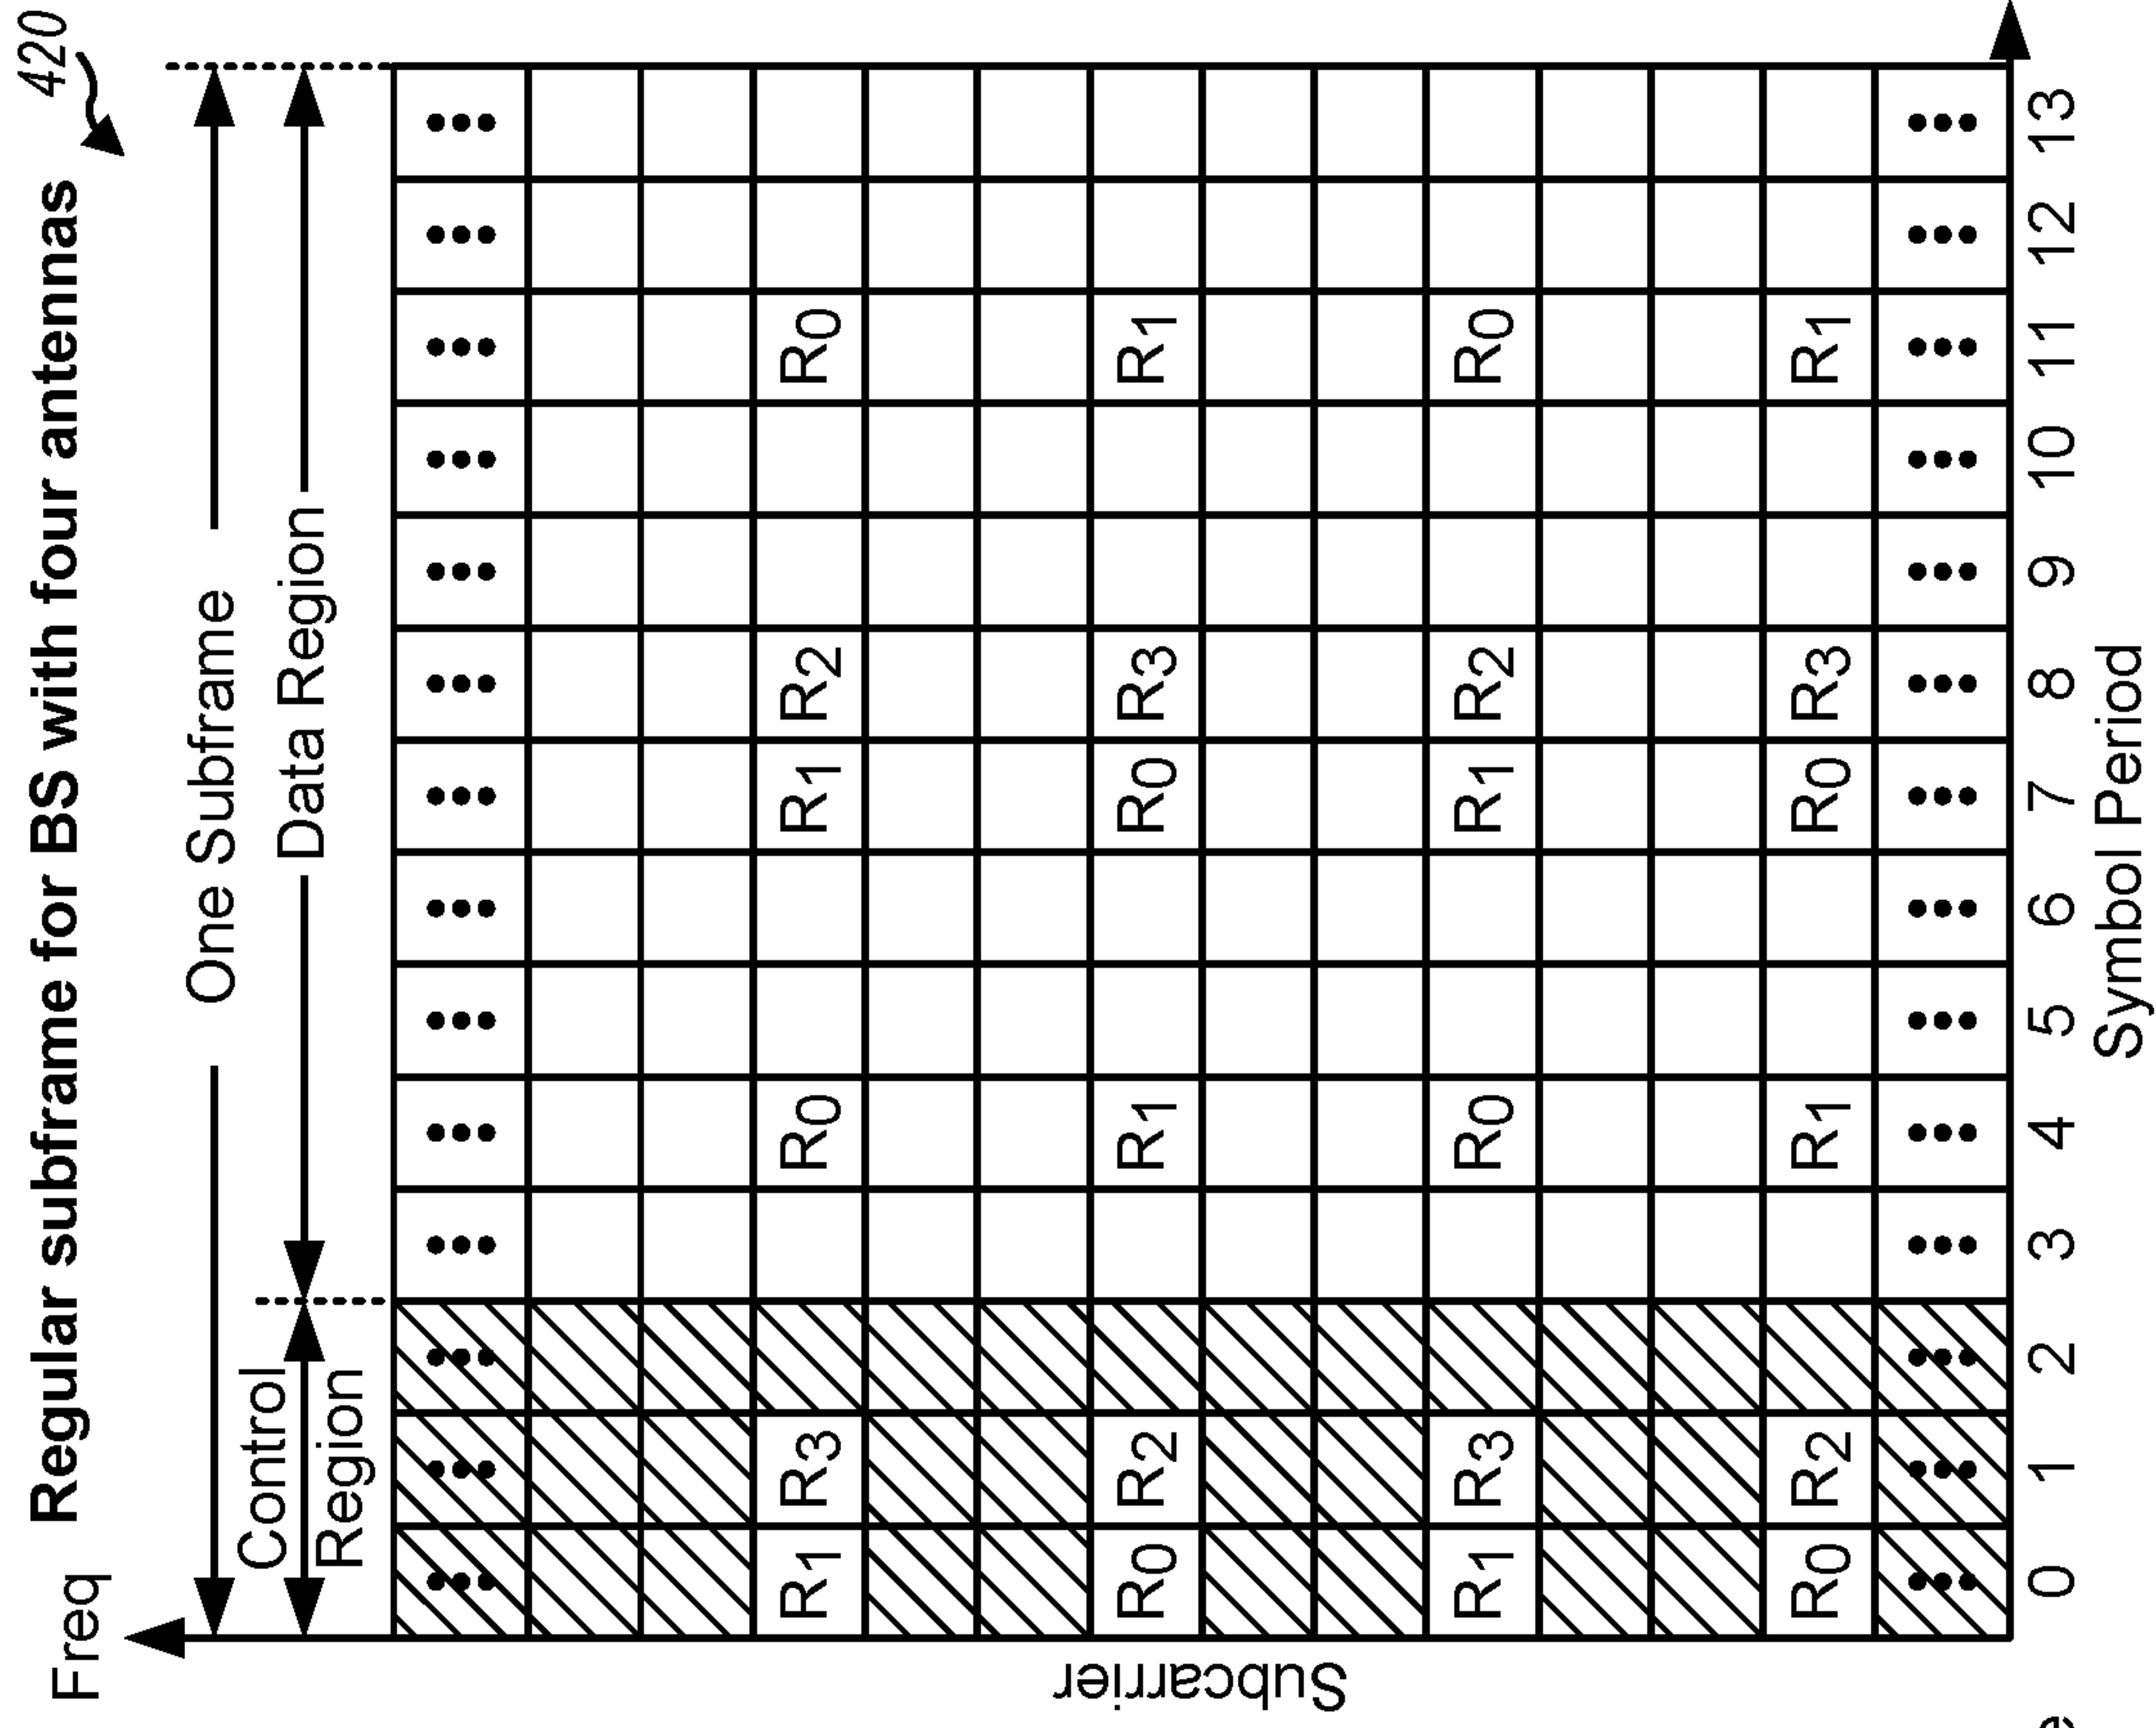 Regular subframe for BS with four antennas
420
Freq
One Subframe
Control
Region
Data Region
R1 R3 R0 R1 R2 R0
R0 R2 R1 R0 R3 R1
Subcarrier
R1 R3 R0 R1 R2 R0
R0 R2 R1 R0 R3 R1
0 1 2 3 4 5 6 7 8 9 10 11 12 13
Symbol Period